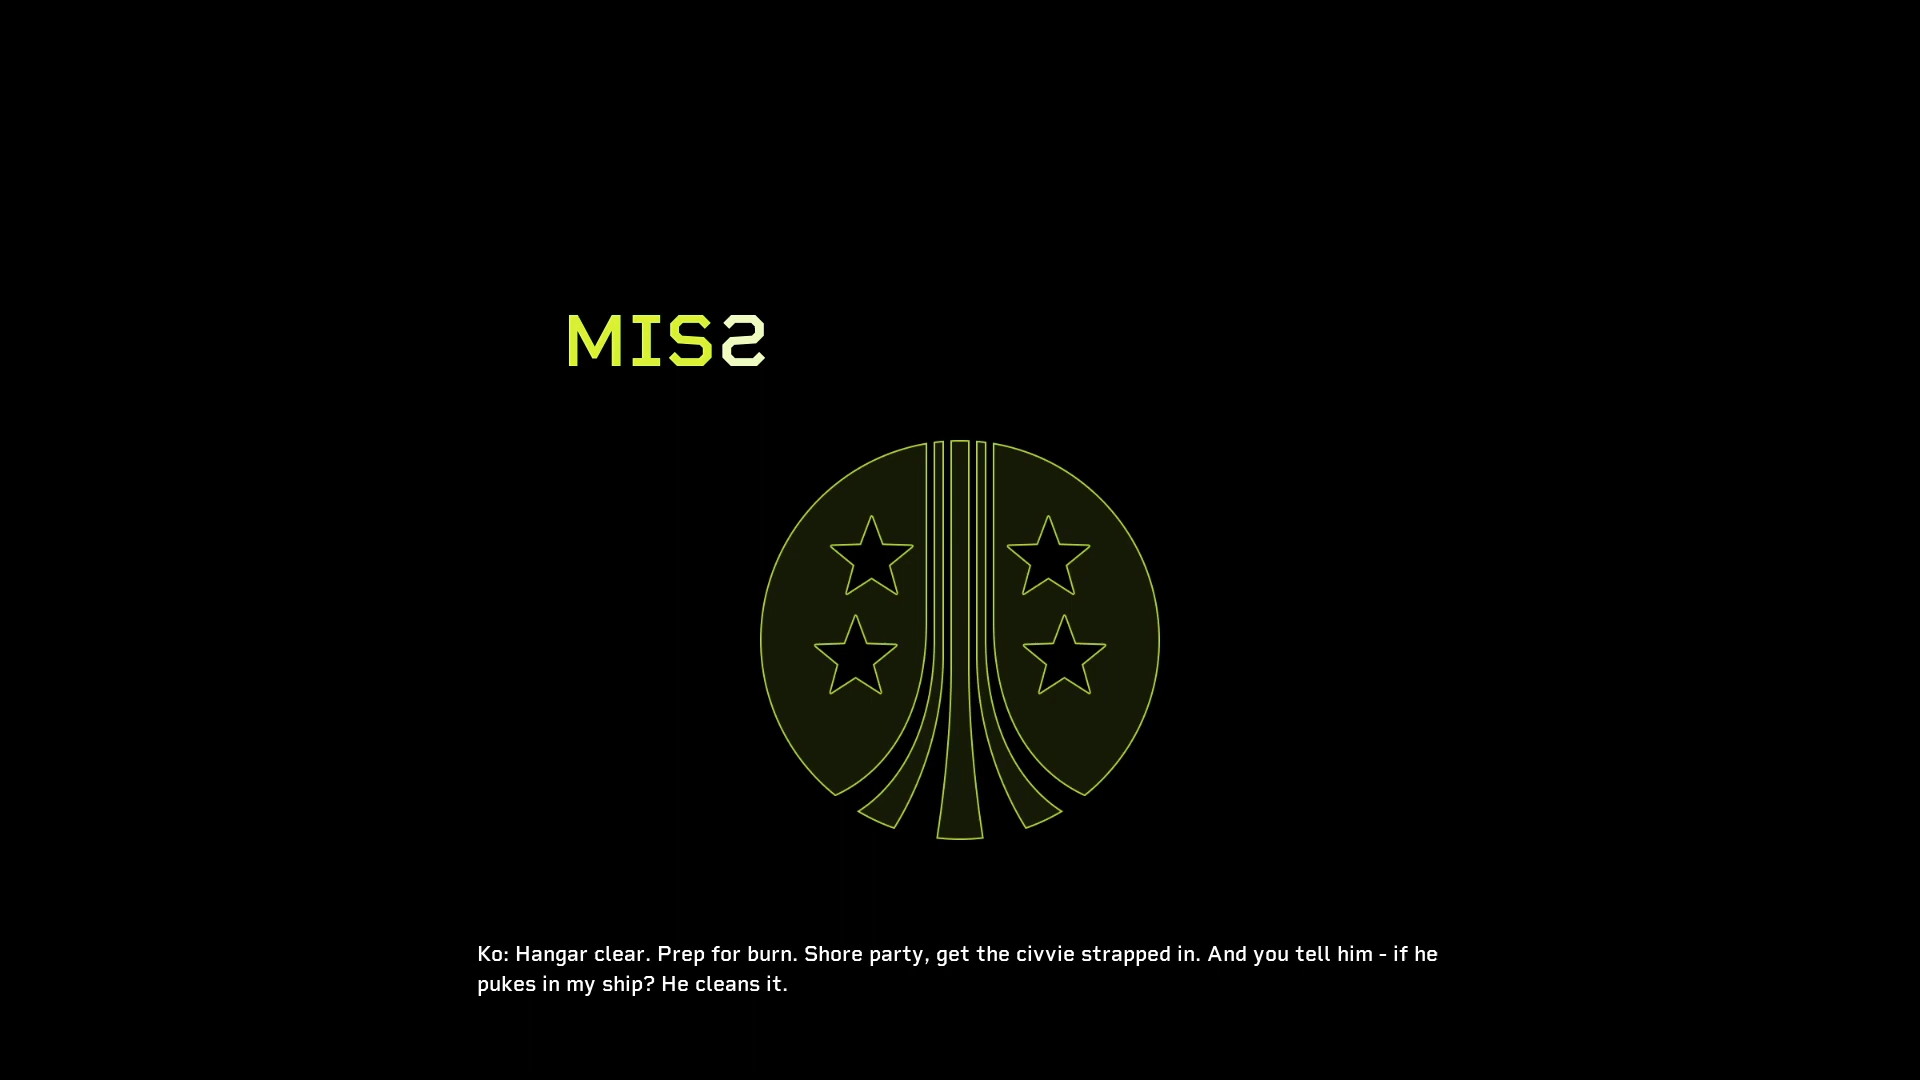 MISS
Ko: Hangar clear. Prep for burn. Shore party, get the civvie strapped in. And you tell him - if he
pukes in my ship? He cleans it.